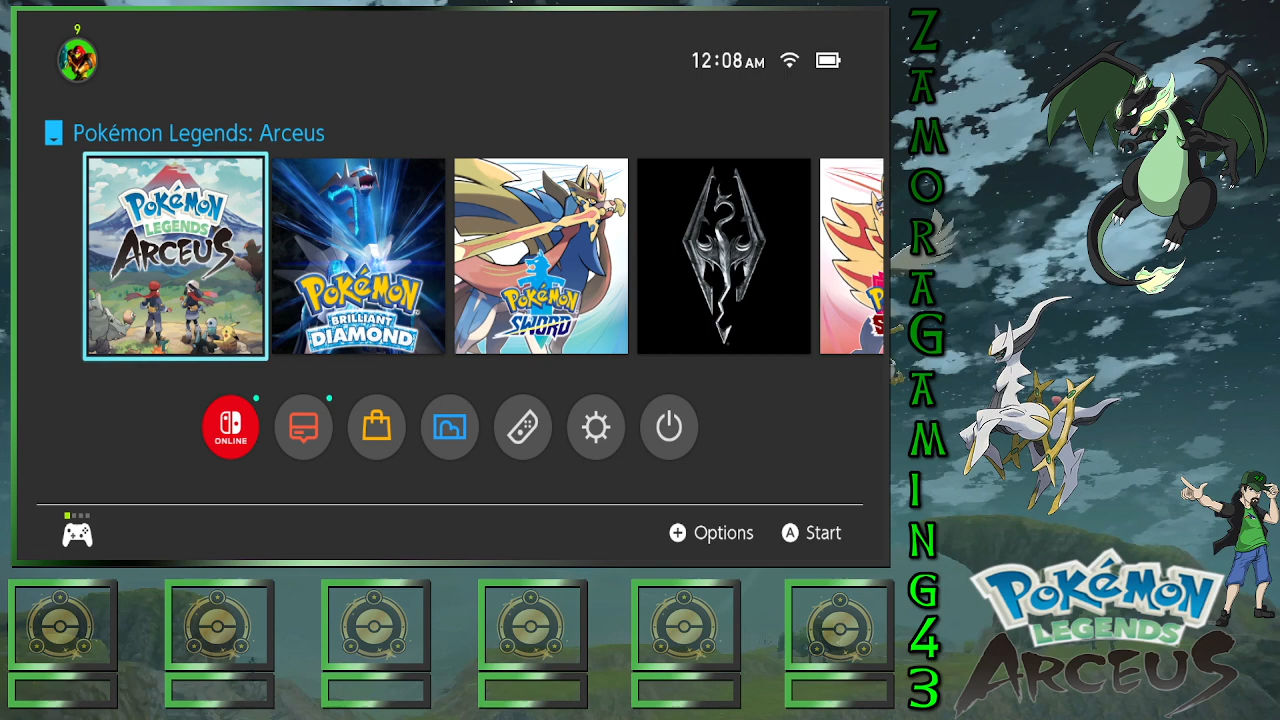 9
12:08 AM
Pokémon Legends: Arceus
POKÉMON
LEGENDS
ARCEUS
POKÉMON
BRILLIANT
DIAMOND
POKÉMON
SWORD
ONLINE
+ Options
A Start
ZAMORAGAMING43
POKÉMON
LEGENDS
ARCEUS